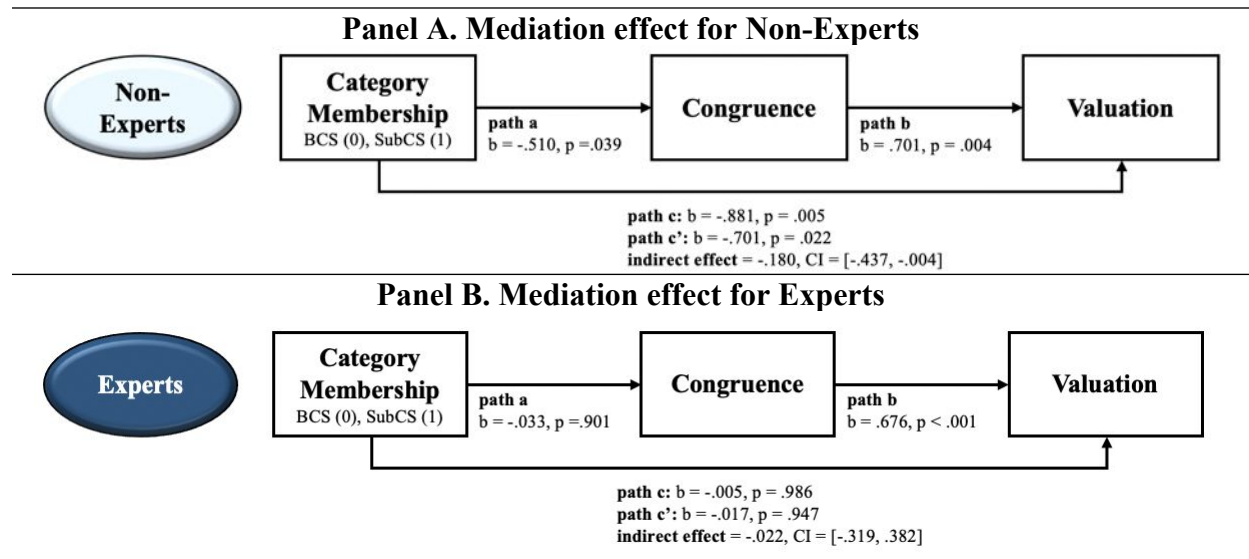 Panel A. Mediation effect for Non-Experts
Non-
Experts
Category
Membership
BCS (0), SubCS (1)
path a
b = -.510, p =.039
Congruence
path b
b = .701, p = .004
Valuation
path c: b = -.881, p = .005
path c’: b = -.701, p = .022
indirect effect = -.180, CI = [-.437, -.004]
Panel B. Mediation effect for Experts
Experts
Category
Membership
BCS (0), SubCS (1)
path a
b = -.033, p =.901
Congruence
path b
b = .676, p < .001
Valuation
path c: b = -.005, p = .986
path c’: b = -.017, p = .947
indirect effect = -.022, CI = [-.319, .382]